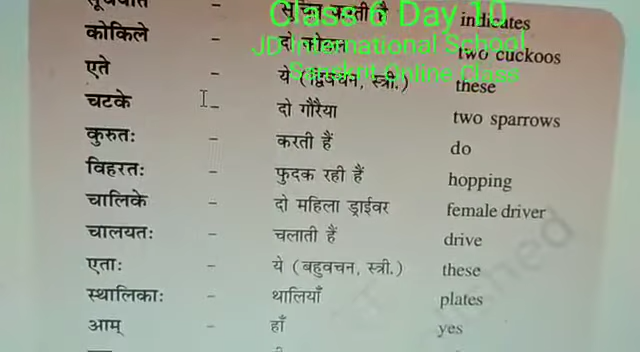 सूचयति - सूचित करती है indicates
Class 6 Day 10
कोकिले - दो two cuckoos
JD International School
एते - ये (द्विवचन, स्त्री.) these
Sanskrit Online Class
चटके - दो गौरैया two sparrows
कुरुतः - करती हैं do
विहरतः - फुदक रही हैं hopping
चालिके - दो महिला ड्राईवर female driver
चालयतः - चलाती हैं drive
एताः - ये (बहुवचन, स्त्री.) these
स्थालिकाः - थालियाँ plates
आम् - हाँ yes